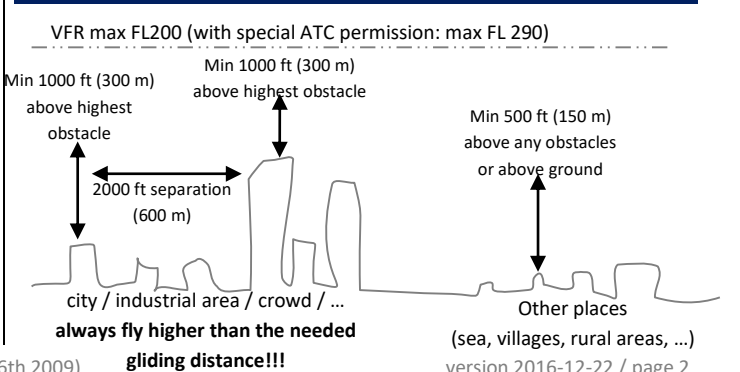 VFR max FL200 (with special ATC permission: max FL 290)
Min 1000 ft (300 m)
above highest
obstacle
Min 1000 ft (300 m)
above highest obstacle
Min 500 ft (150 m)
above any obstacles
or above ground
2000 ft separation
(600 m)
city / industrial area / crowd / ...
always fly higher than the needed
gliding distance!!!
Other places
(sea, villages, rural areas, ...)
6th 2009)
version 2016-12-22 / page 2